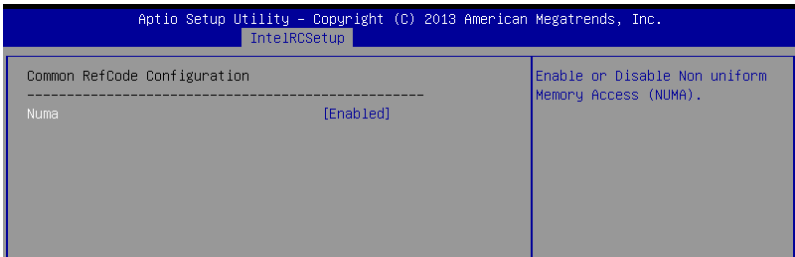 Aptio Setup Utility – Copyright (C) 2013 American Megatrends, Inc.
IntelRCSetup
Common RefCode Configuration
--------------------------------------------------
Numa [Enabled]
Enable or Disable Non uniform
Memory Access (NUMA).